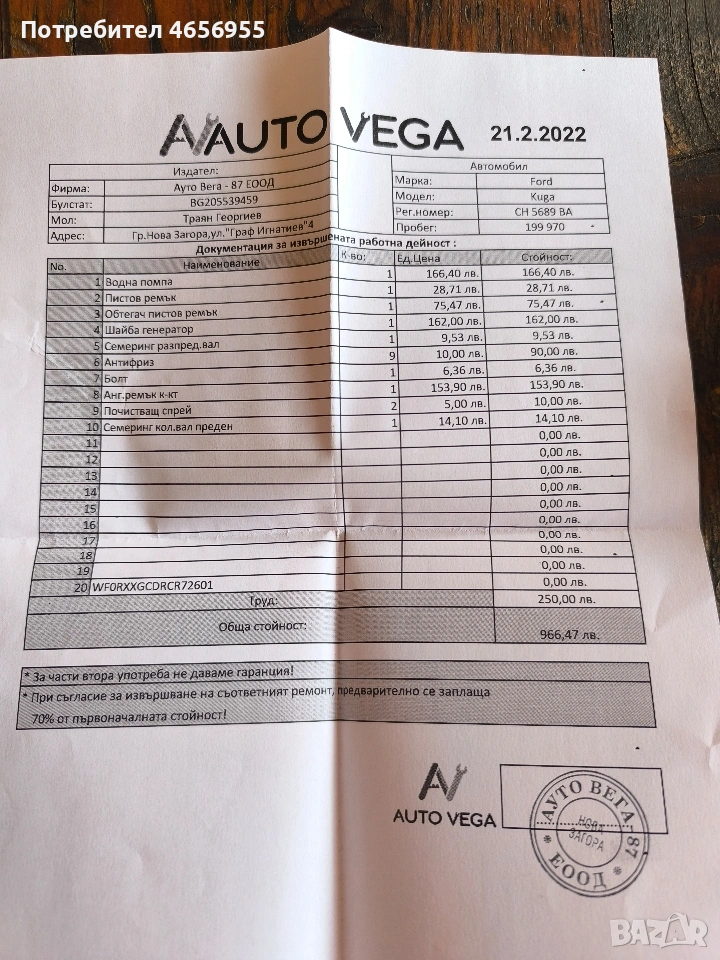 Потребител 4656955
AVAUTO VEGA 21.2.2022
Издател: Автомобил
Фирма: Ауто Вега - 87 ЕООД Марка: Ford
Булстат: BG205539459 Модел: Kuga
Мол: Траян Георгиев Рег.номер: СН 5689 ВА
Адрес: Гр.Нова Загора,ул."Граф Игнатиев"4 Пробег: 199 970
Документация за извършената работна дейност :
No. Наименование К-во: Ед.Цена Стойност:
1 Водна помпа 1 166,40 лв. 166,40 лв.
2 Пистов ремък 1 28,71 лв. 28,71 лв.
3 Обтегач пистов ремък 1 75,47 лв. 75,47 лв.
4 Шайба генератор 1 162,00 лв. 162,00 лв.
5 Семеринг разпред.вал 1 9,53 лв. 9,53 лв.
6 Антифриз 9 10,00 лв. 90,00 лв.
7 Болт 1 6,36 лв. 6,36 лв.
8 Анг.ремък к-кт 1 153,90 лв. 153,90 лв.
9 Почистващ спрей 2 5,00 лв. 10,00 лв.
10 Семеринг кол.вал преден 1 14,10 лв. 14,10 лв.
11 0,00 лв.
12 0,00 лв.
13 0,00 лв.
14 0,00 лв.
15 0,00 лв.
16 0,00 лв.
17 0,00 лв.
18 0,00 лв.
19 0,00 лв.
20 WF0RXXGCDRCR72601 0,00 лв.
Труд: 250,00 лв.
Обща стойност: 966,47 лв.
* За части втора употреба не даваме гаранция!
* При съгласие за извършване на съответният ремонт, предварително се заплаща
70% от първоначалната стойност!
AV
AUTO VEGA
АУТО ВЕГА - 87
НОВА
ЗАГОРА
ЕООД
BAZAR